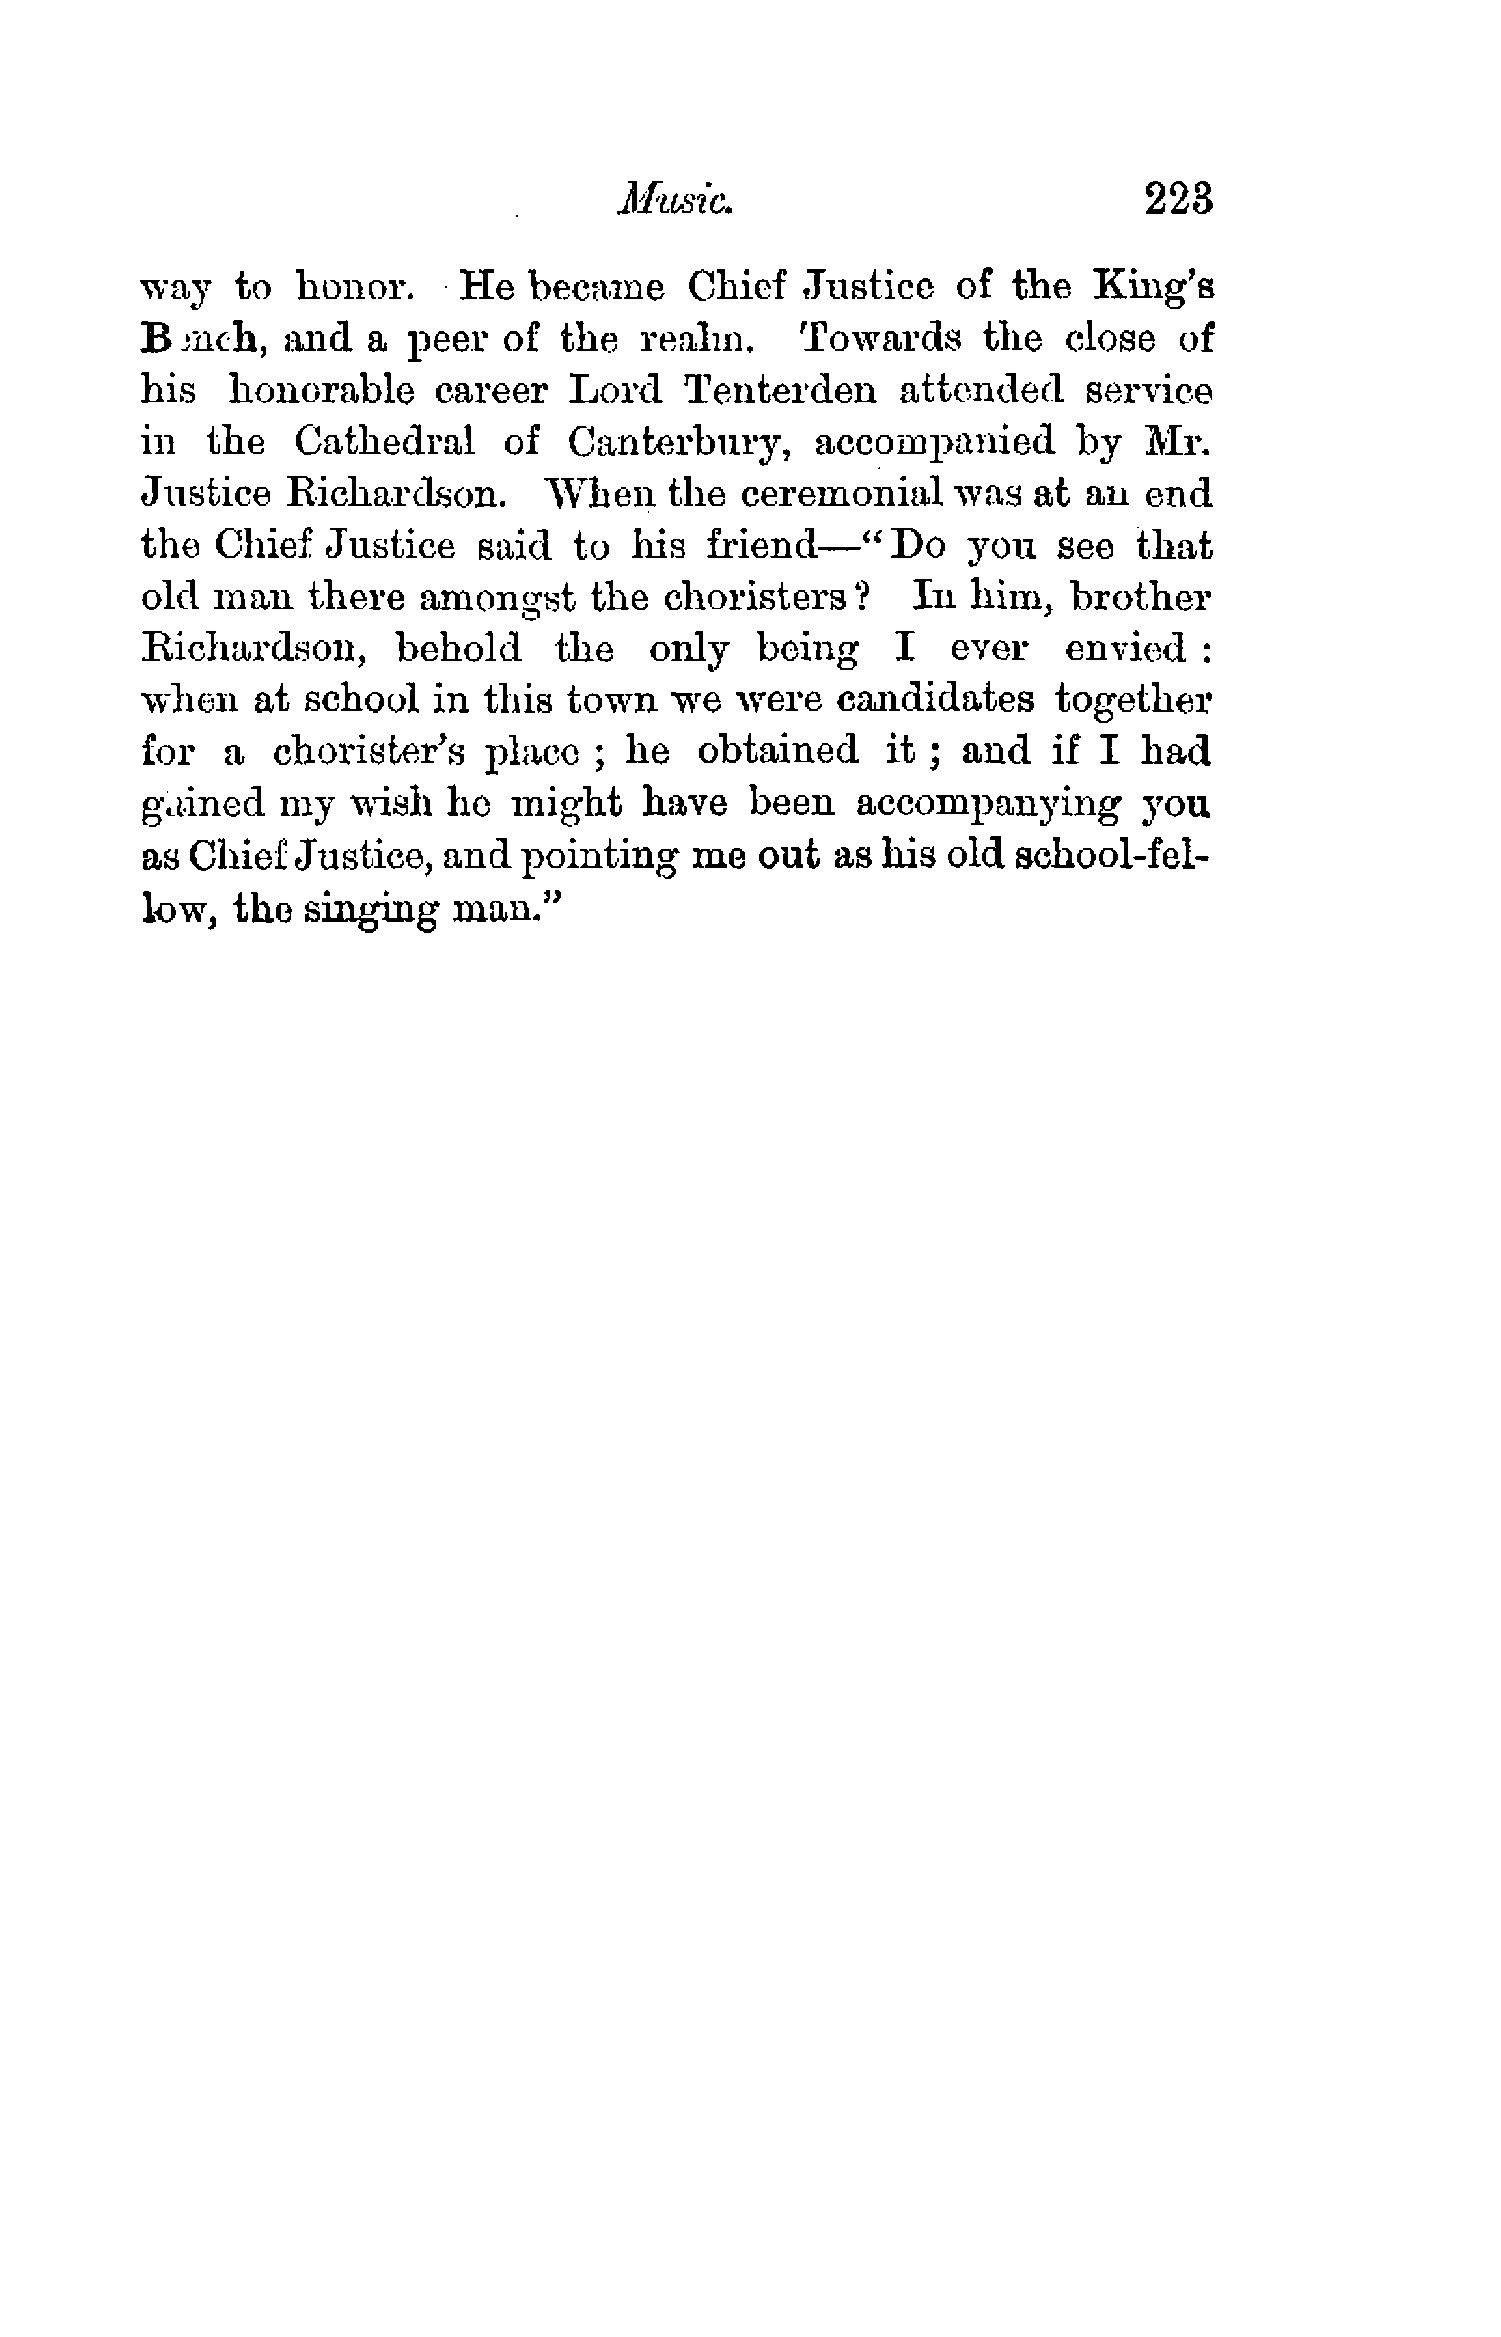 Music. 223
way to honor. He became Chief Justice of the King's
Bench, and a peer of the realm. Towards the close of
his honorable career Lord Tenterden attended service
in the Cathedral of Canterbury, accompanied by Mr.
Justice Richardson. When the ceremonial was at an end
the Chief Justice said to his friend—“Do you see that
old man there amongst the choristers? In him, brother
Richardson, behold the only being I ever envied :
when at school in this town we were candidates together
for a chorister's place ; he obtained it ; and if I had
gained my wish he might have been accompanying you
as Chief Justice, and pointing me out as his old school-fel-
low, the singing man.”